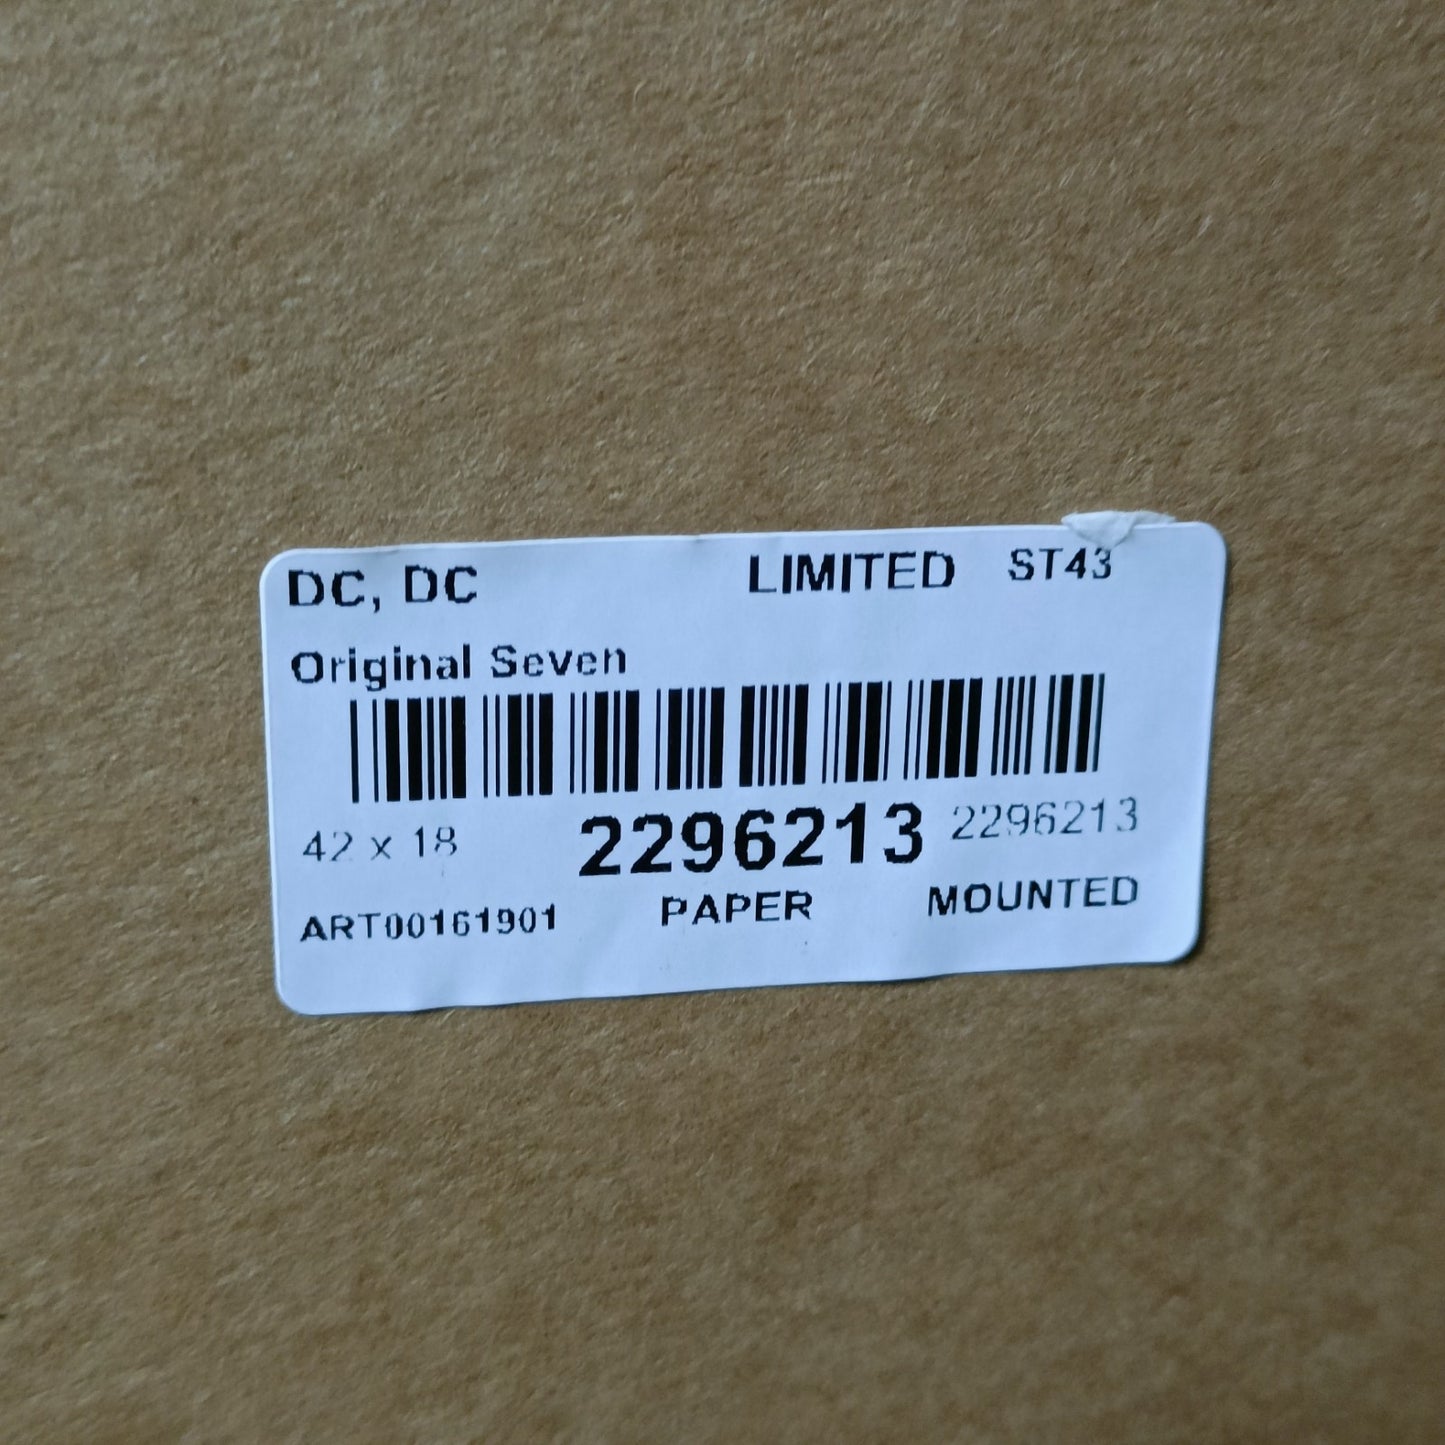 DC, DC LIMITED ST43
Original Seven
42 x 18 2296213 2296213
ART00161901 PAPER MOUNTED